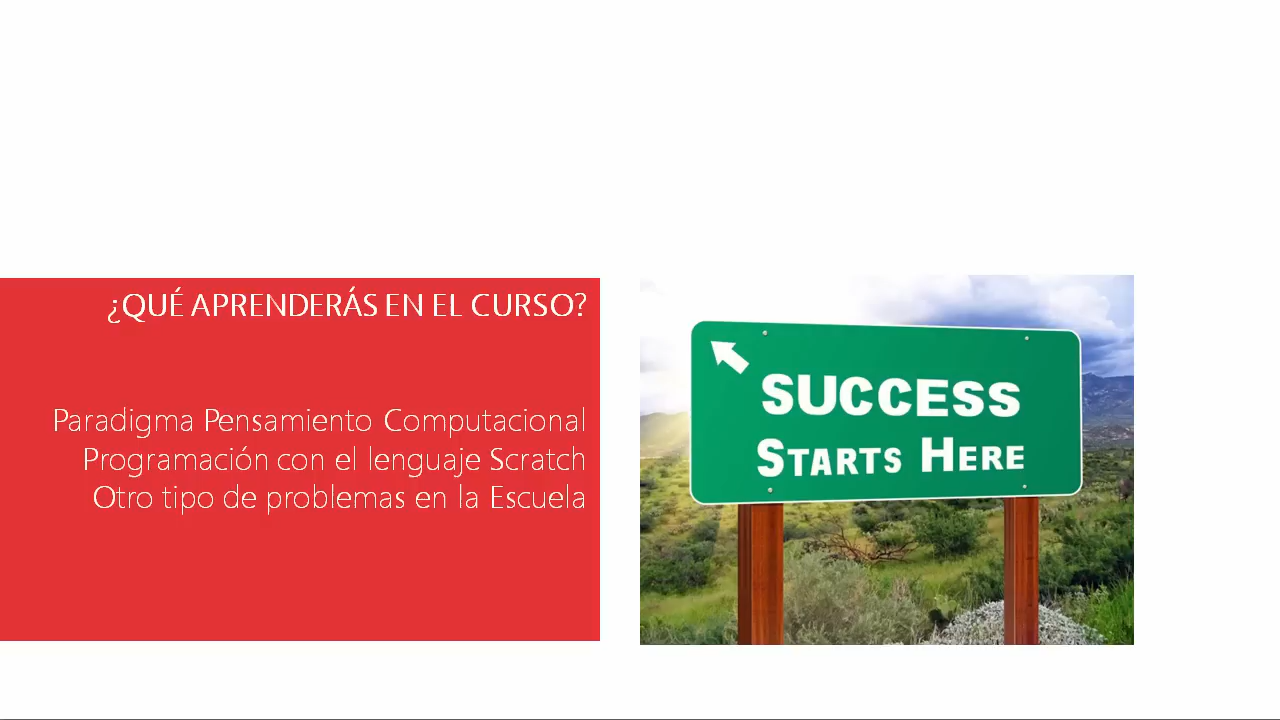 ¿QUÉ APRENDERÁS EN EL CURSO?
Paradigma Pensamiento Computacional
Programación con el lenguaje Scratch
Otro tipo de problemas en la Escuela
SUCCESS
STARTS HERE